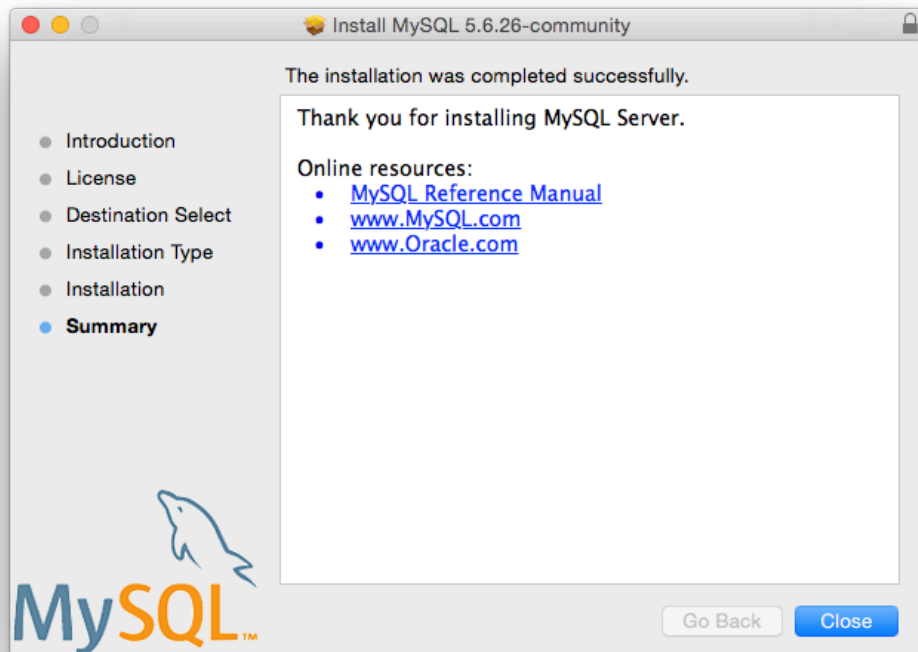 Install MySQL 5.6.26-community
The installation was completed successfully.
Introduction
License
Destination Select
Installation Type
Installation
Summary
Thank you for installing MySQL Server.
Online resources:
• MySQL Reference Manual
• www.MySQL.com
• www.Oracle.com
MySQL™
Go Back
Close